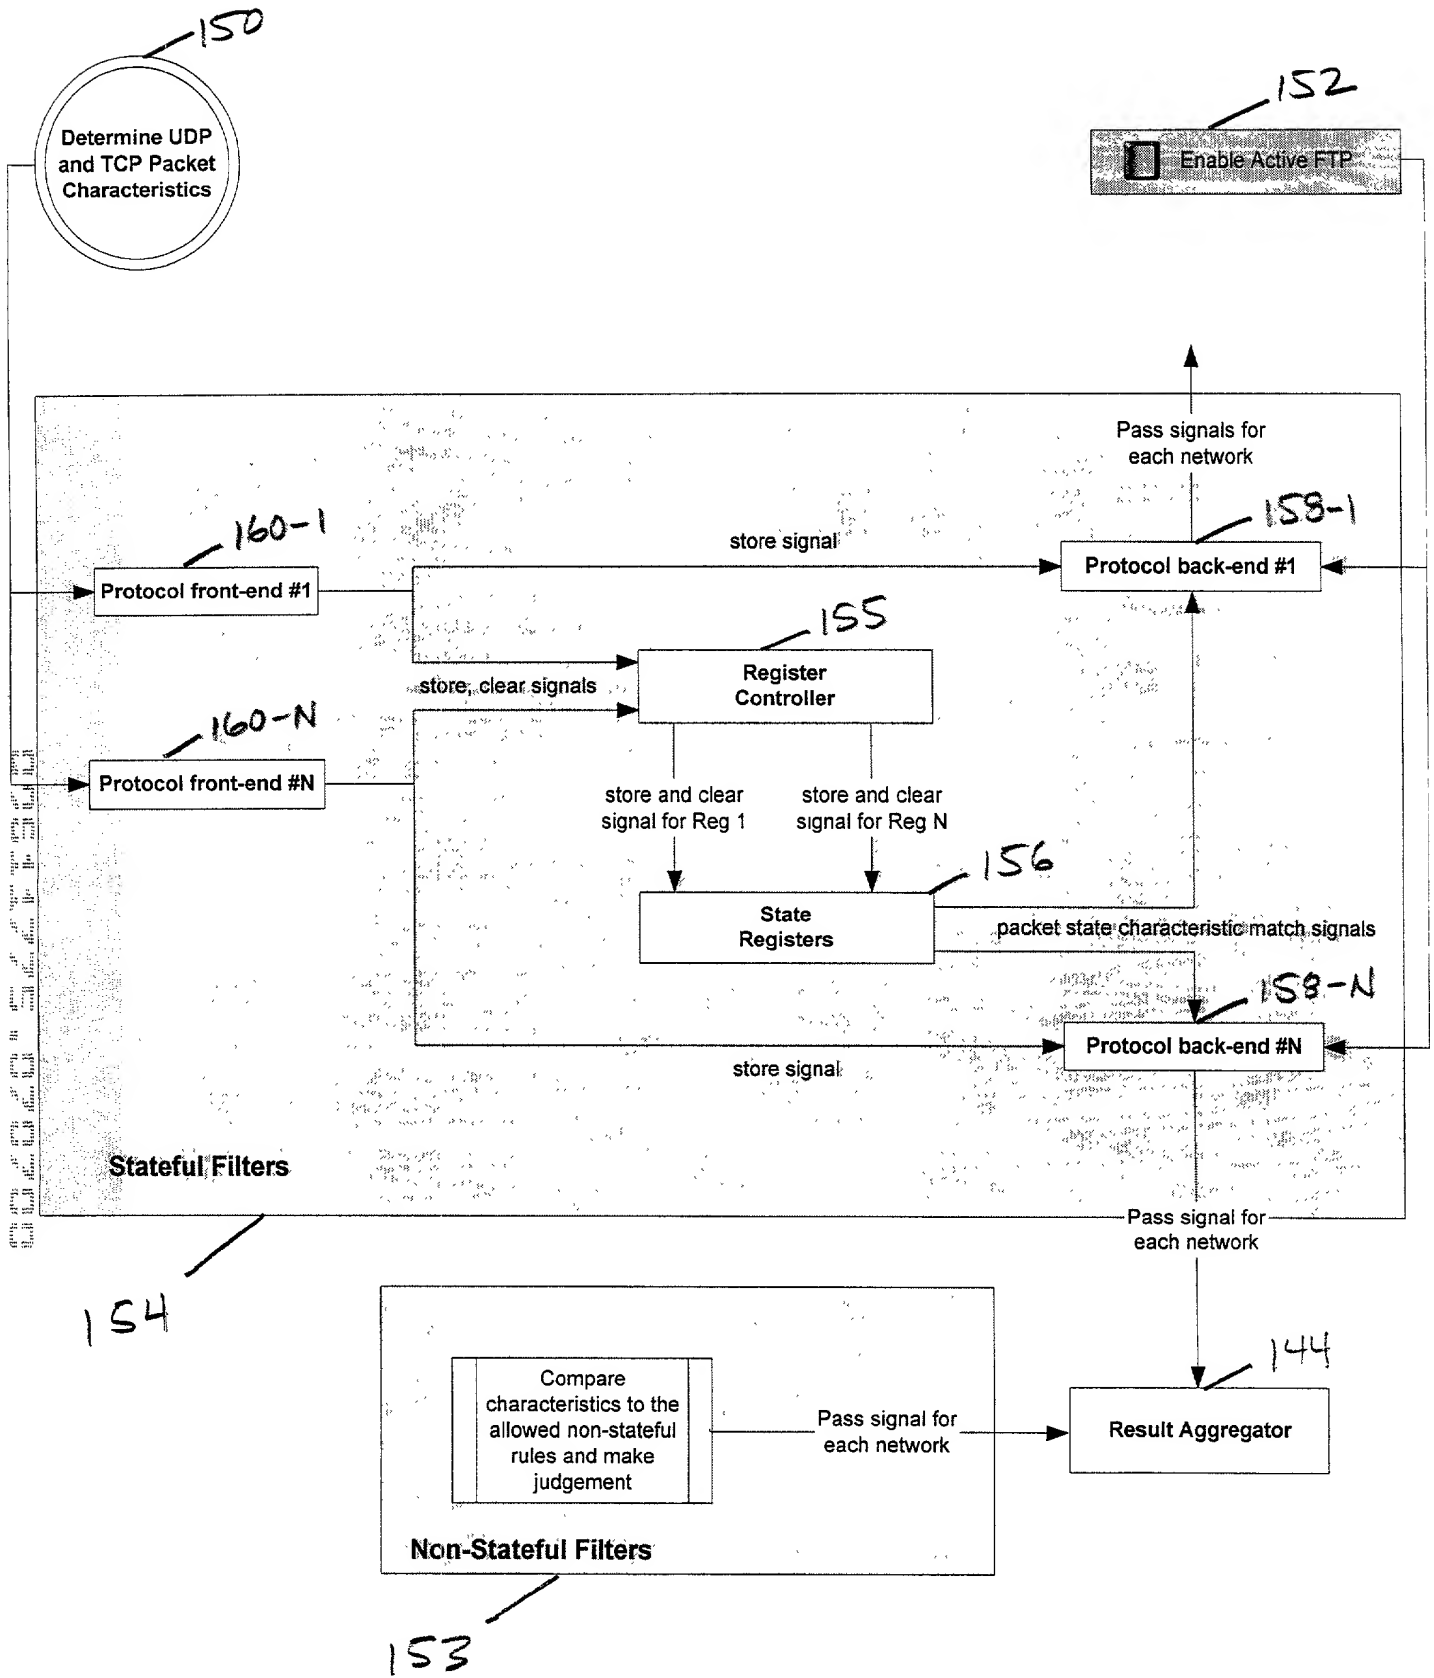 150
Determine UDP
and TCP Packet
Characteristics
152
Enable Active FTP
Pass signals for
each network
160-1
158-1
store signal
Protocol front-end #1
Protocol back-end #1
155
Register
Controller
store, clear signals
160-N
Protocol front-end #N
store and clear
signal for Reg 1
store and clear
signal for Reg N
156
State
Registers
packet state characteristic match signals
158-N
Protocol back-end #N
store signal
Stateful Filters
154
Pass signal for
each network
144
Compare
characteristics to the
allowed non-stateful
rules and make
judgement
Pass signal for
each network
Result Aggregator
Non-Stateful Filters
153